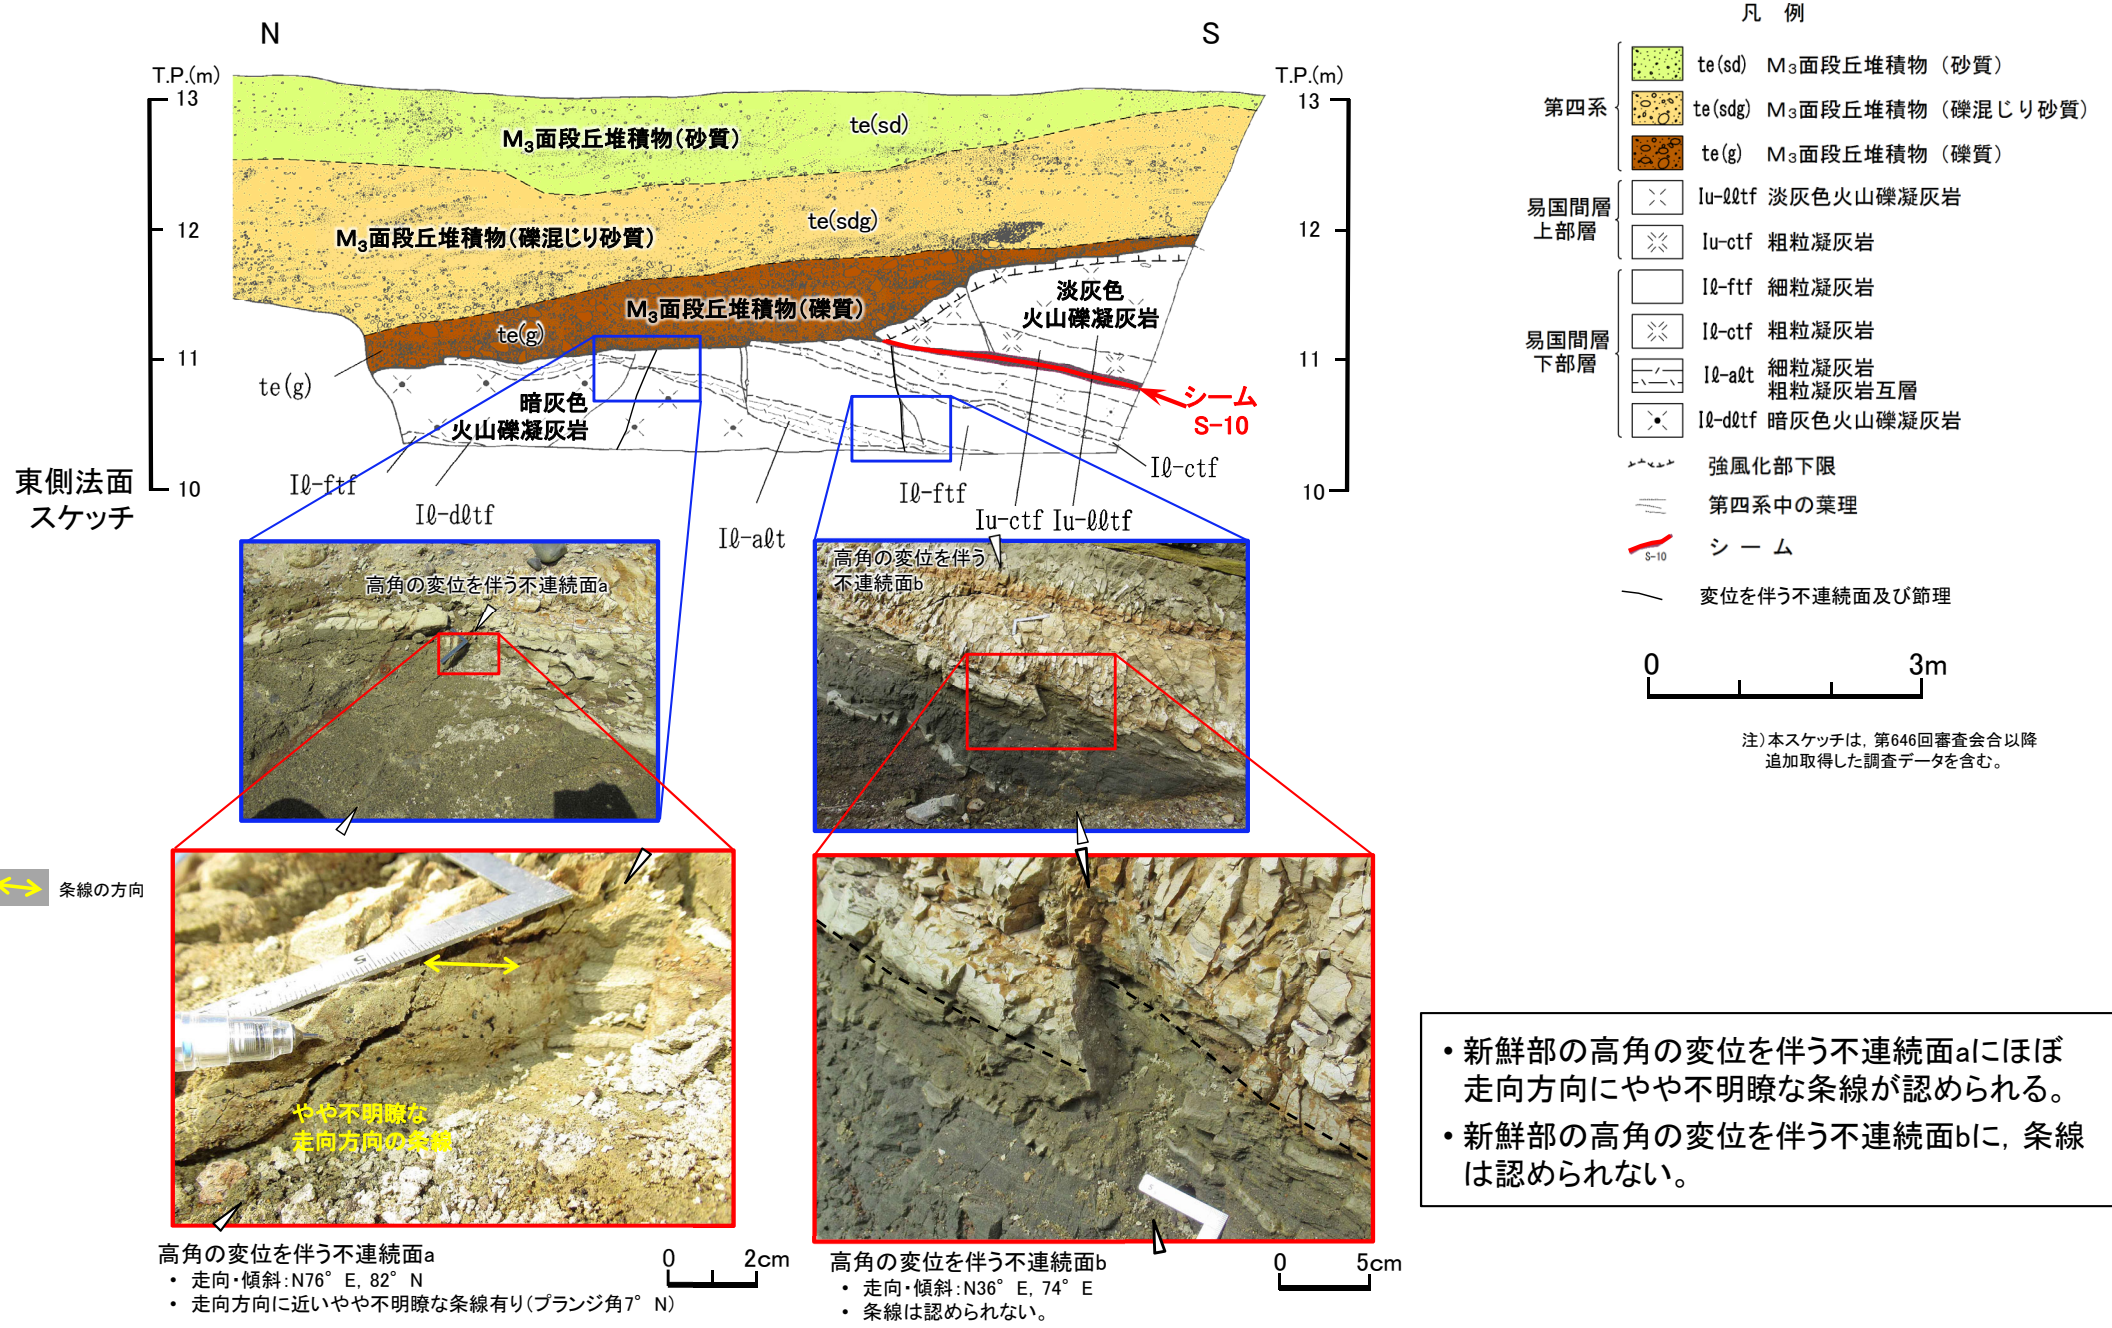 N
S
T.P.(m)
13
12
11
10
T.P.(m)
13
12
11
10
東側法面
スケッチ
M₃面段丘堆積物(砂質)
te(sd)
M₃面段丘堆積物(礫混じり砂質)
te(sdg)
M₃面段丘堆積物(礫質)
te(g)
te(g)
淡灰色
火山礫凝灰岩
暗灰色
火山礫凝灰岩
シーム
S-10
Iℓ-ftf
Iℓ-dℓtf
Iℓ-aℓt
Iℓ-ftf
Iu-ctf
Iu-ℓℓtf
Iℓ-ctf
凡 例
第四系
te(sd) M₃面段丘堆積物 (砂質)
te(sdg) M₃面段丘堆積物 (礫混じり砂質)
te(g) M₃面段丘堆積物 (礫質)
易国間層
上部層
Iu-ℓℓtf 淡灰色火山礫凝灰岩
Iu-ctf 粗粒凝灰岩
易国間層
下部層
Iℓ-ftf 細粒凝灰岩
Iℓ-ctf 粗粒凝灰岩
Iℓ-aℓt 細粒凝灰岩
粗粒凝灰岩互層
Iℓ-dℓtf 暗灰色火山礫凝灰岩
強風化部下限
第四系中の葉理
S-10
シ ー ム
変位を伴う不連続面及び節理
0 3m
注)本スケッチは,第646回審査会合以降
追加取得した調査データを含む。
高角の変位を伴う不連続面a
高角の変位を伴う
不連続面b
条線の方向
5
やや不明瞭な
走向方向の条線
高角の変位を伴う不連続面a
・ 走向・傾斜:N76° E, 82° N
・ 走向方向に近いやや不明瞭な条線有り(プランジ角7° N)
0 2cm
高角の変位を伴う不連続面b
・ 走向・傾斜:N36° E, 74° E
・ 条線は認められない。
0 5cm
・新鮮部の高角の変位を伴う不連続面aにほぼ
走向方向にやや不明瞭な条線が認められる。
・新鮮部の高角の変位を伴う不連続面bに,条線
は認められない。